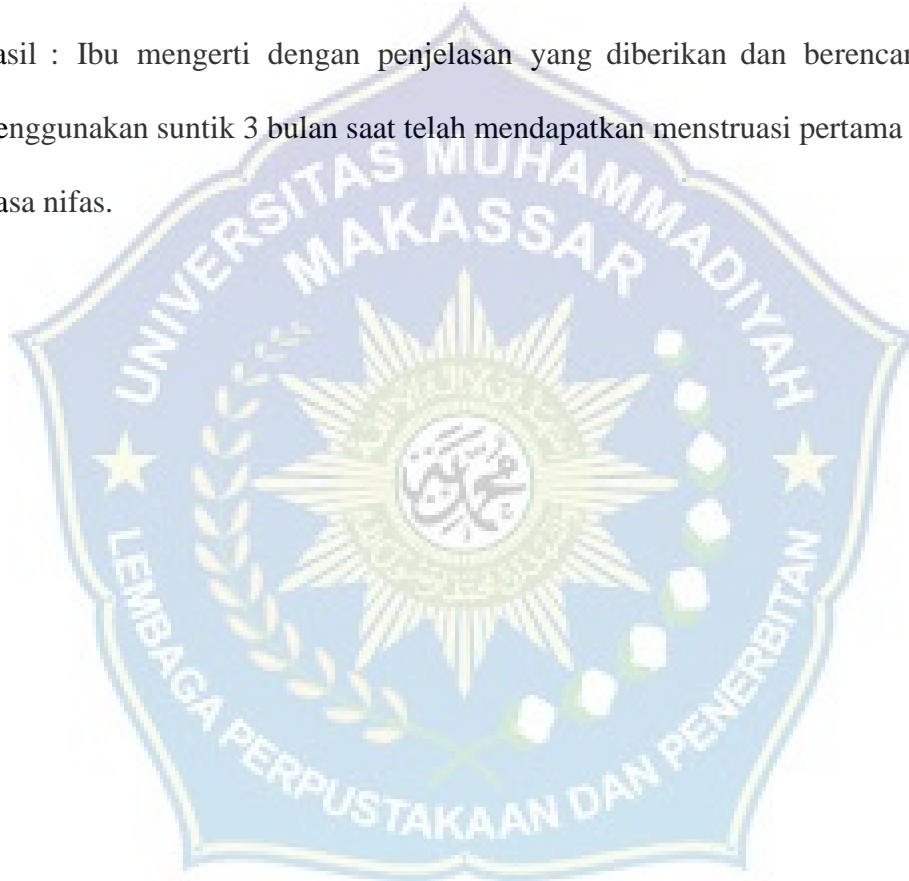 asil : Ibu mengerti dengan penjelasan yang diberikan dan berencan
enggunakan suntik 3 bulan saat telah mendapatkan menstruasi pertama
asa nifas.
UNIVERSITAS MUHAMMADIYAH
MAKASSAR
LEMBAGA PERPUSTAKAAN DAN PENERBITAN